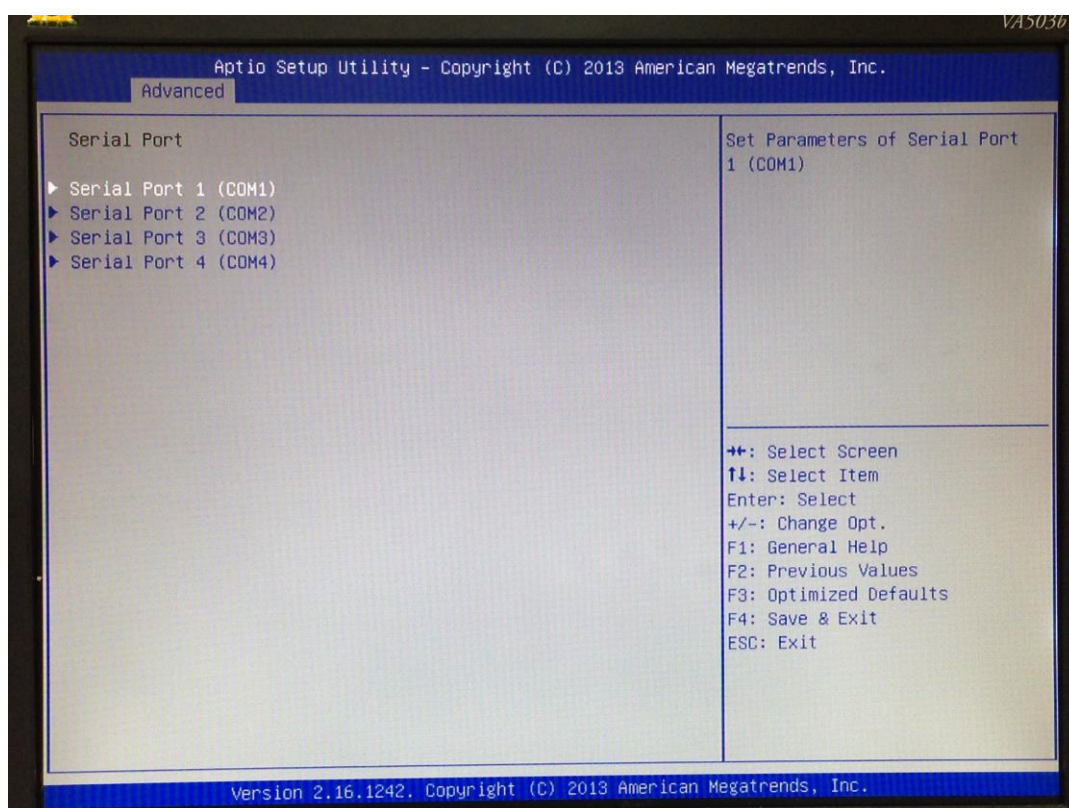 VA503b
Aptio Setup Utility – Copyright (C) 2013 American Megatrends, Inc.
Advanced
Serial Port
Serial Port 1 (COM1)
Serial Port 2 (COM2)
Serial Port 3 (COM3)
Serial Port 4 (COM4)
Set Parameters of Serial Port
1 (COM1)
→←: Select Screen
↑↓: Select Item
Enter: Select
+/-: Change Opt.
F1: General Help
F2: Previous Values
F3: Optimized Defaults
F4: Save & Exit
ESC: Exit
Version 2.16.1242. Copyright (C) 2013 American Megatrends, Inc.